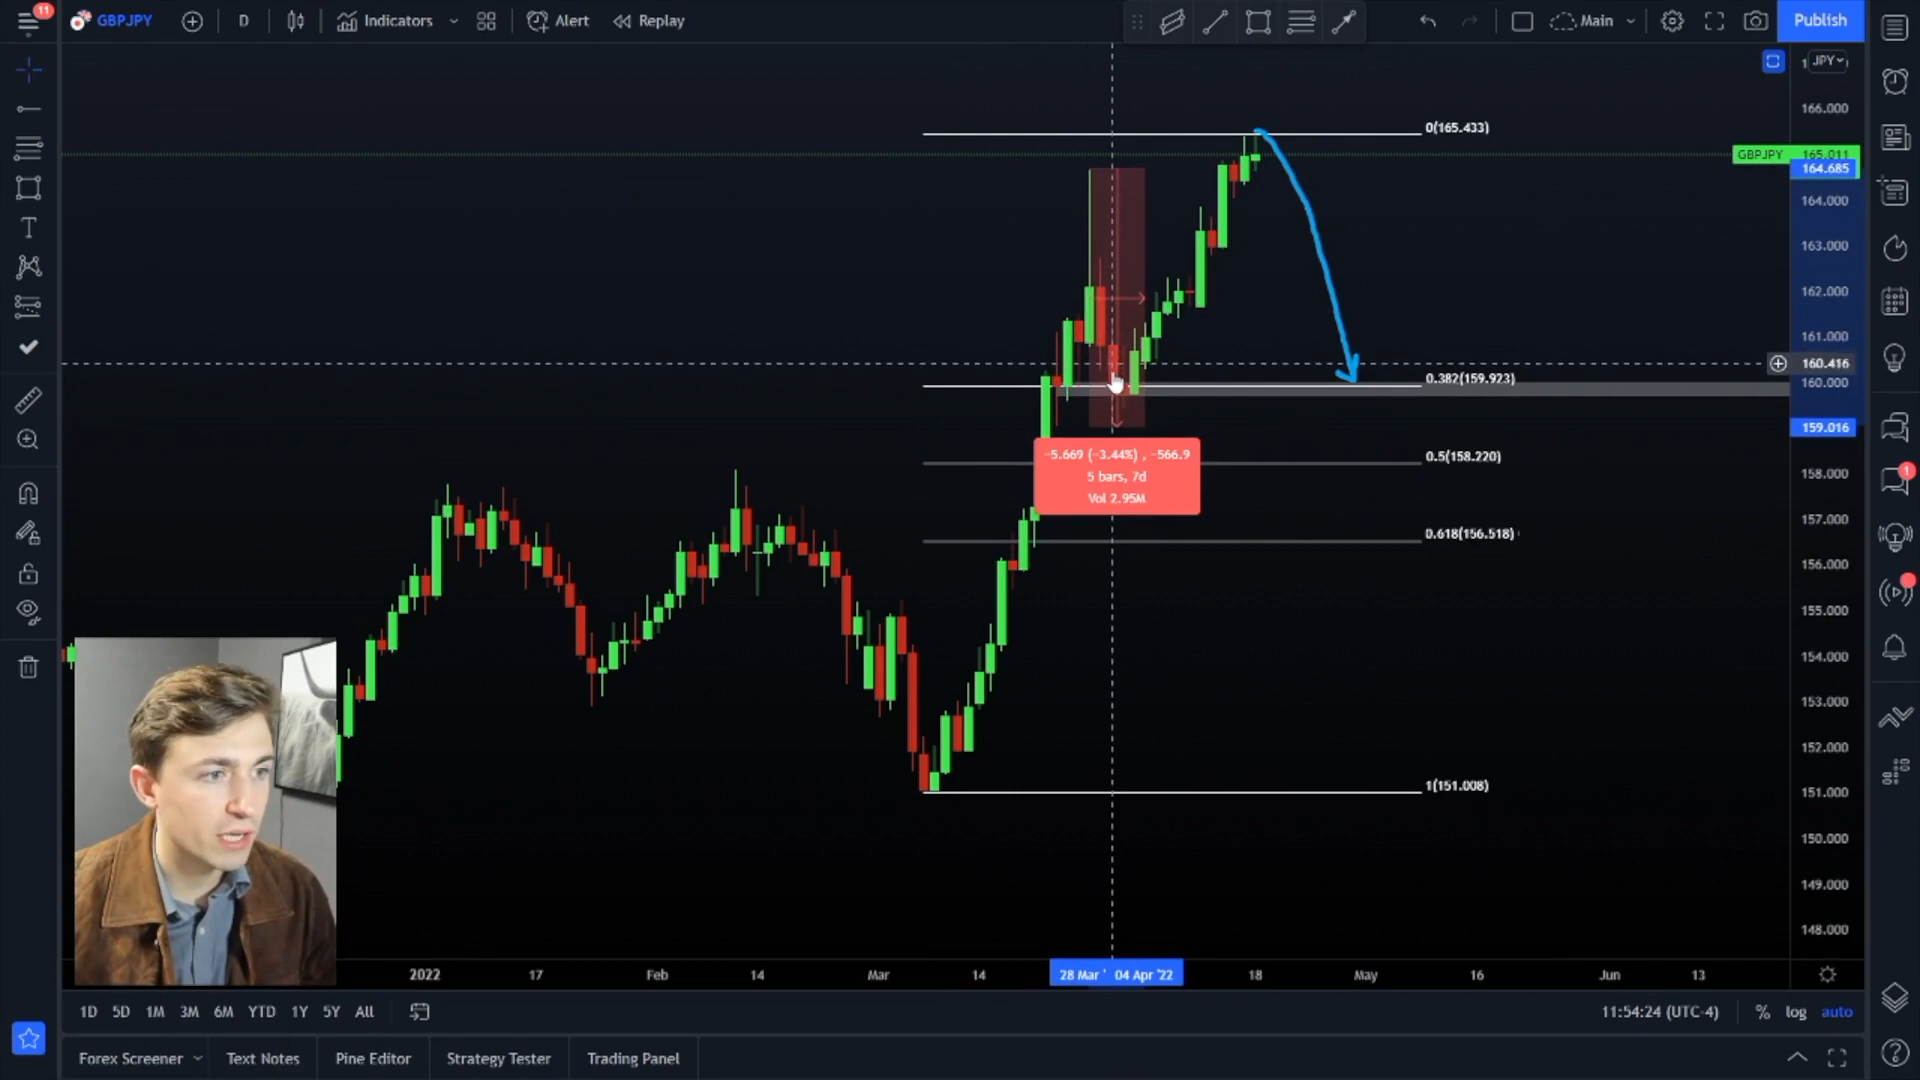 11
GBPJPY
D
Indicators
Alert
Replay
Main
Publish
JPY
0(165.433)
0.382(159.923)
0.5(158.220)
0.618(156.518)
1(151.008)
-5.669 (-3.44%) , -566.9
5 bars, 7d
Vol 2.95M
166.000
GBPJPY 165.011
164.685
164.000
163.000
162.000
161.000
160.416
160.000
159.016
158.000
157.000
156.000
155.000
154.000
153.000
152.000
151.000
150.000
149.000
148.000
1
2022 17 Feb 14 Mar 14 28 Mar ' 04 Apr '22 18 May 16 Jun 13
1D 5D 1M 3M 6M YTD 1Y 5Y All
11:54:24 (UTC-4) % log auto
Forex Screener Text Notes Pine Editor Strategy Tester Trading Panel